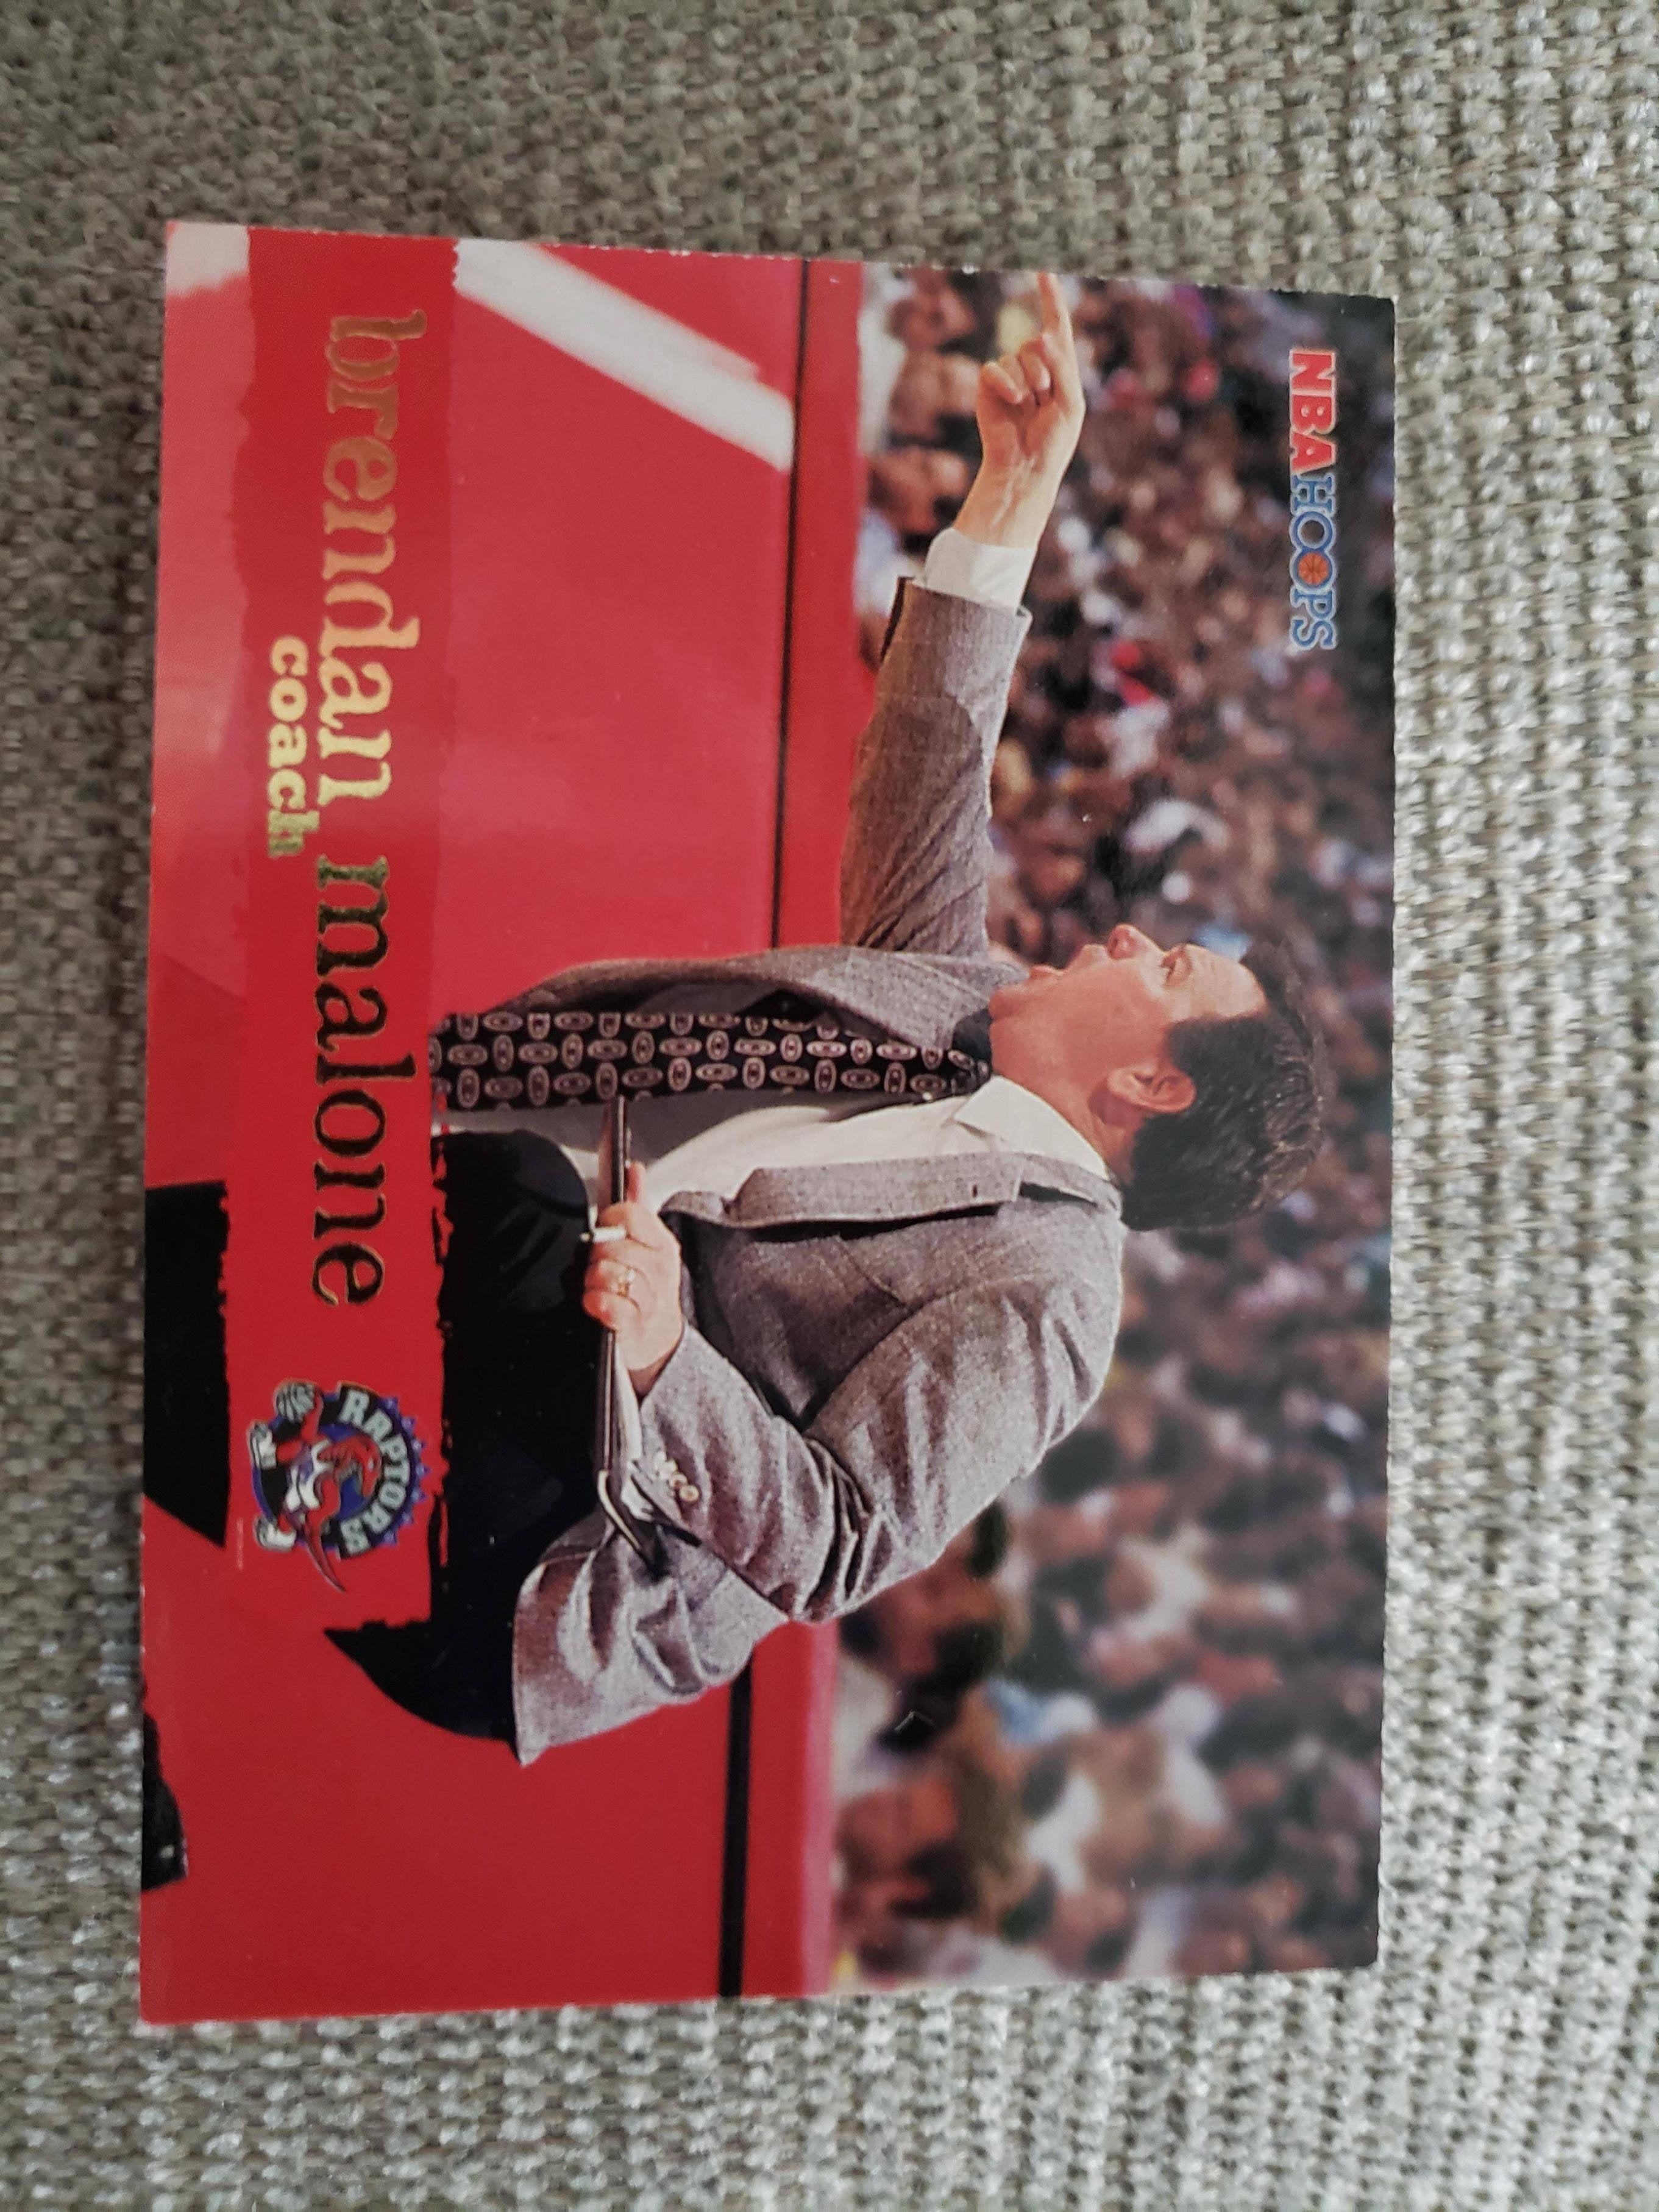 NBA HOOPS
brendan malone
coach
RAPTORS